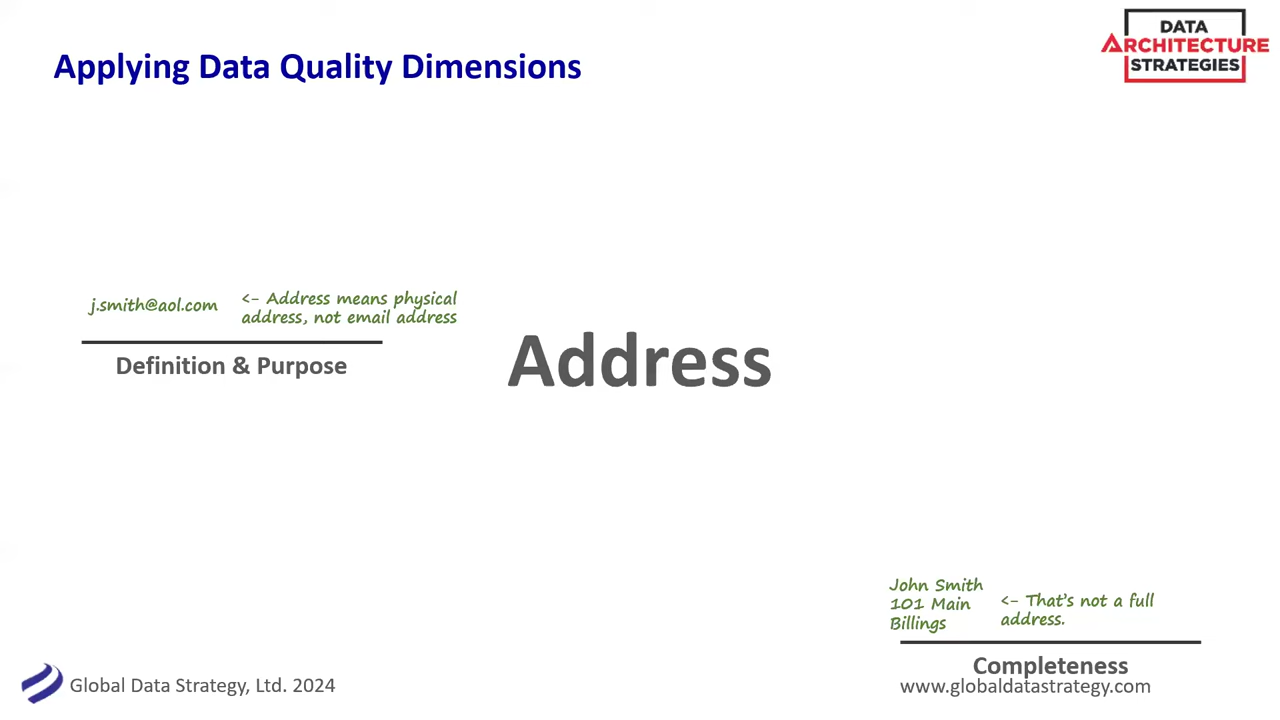 Applying Data Quality Dimensions
DATA
ARCHITECTURE
STRATEGIES
j.smith@aol.com
<- Address means physical
address, not email address
Definition & Purpose
Address
John Smith
101 Main
Billings
<- That's not a full
address.
Completeness
Global Data Strategy, Ltd. 2024
www.globaldatastrategy.com